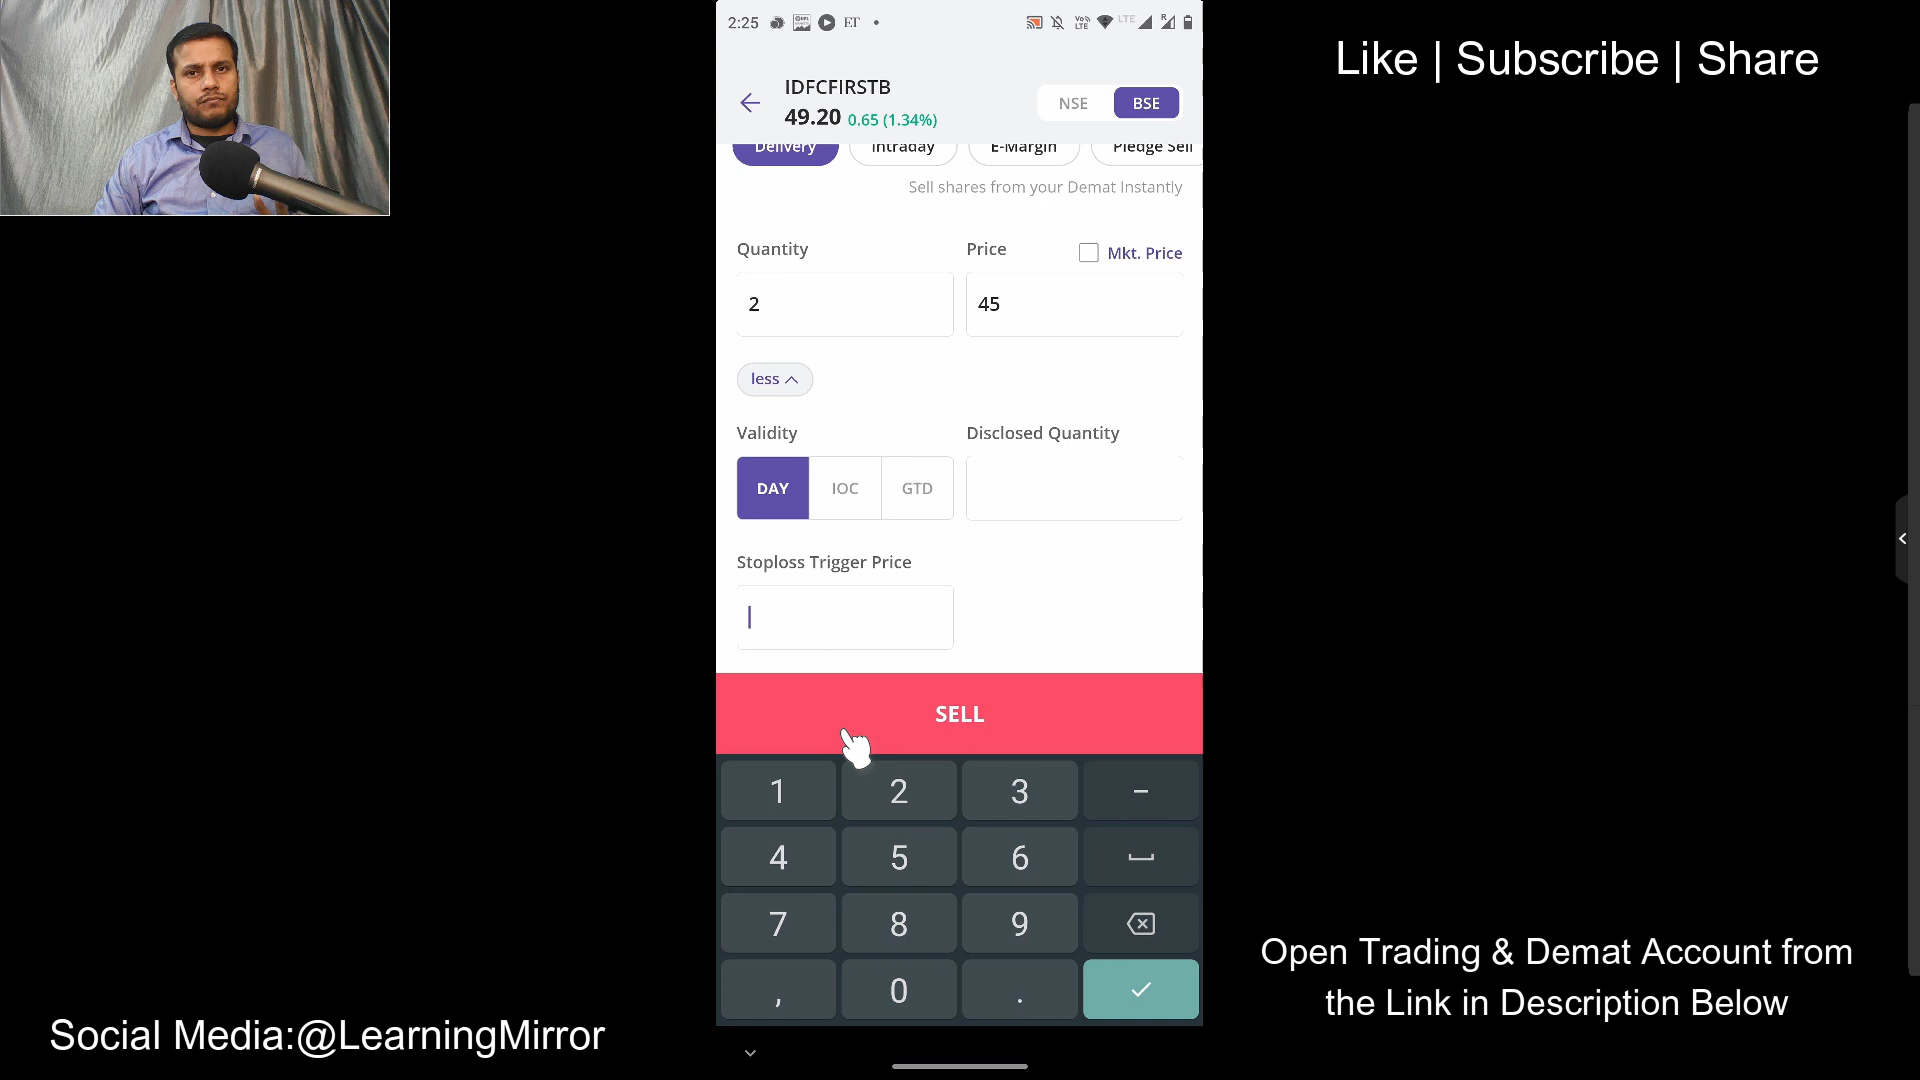 Like | Subscribe | Share
2:25 ET VoLTE LTE R
IDFCFIRSTB
49.20 0.65 (1.34%)
NSE BSE
Delivery Intraday E-Margin Pledge Sell
Sell shares from your Demat Instantly
Quantity Price Mkt. Price
2 45
less
Validity Disclosed Quantity
DAY IOC GTD
Stoploss Trigger Price
SELL
1 2 3 -
4 5 6
7 8 9
, 0 .
Open Trading & Demat Account from
the Link in Description Below
Social Media:@LearningMirror